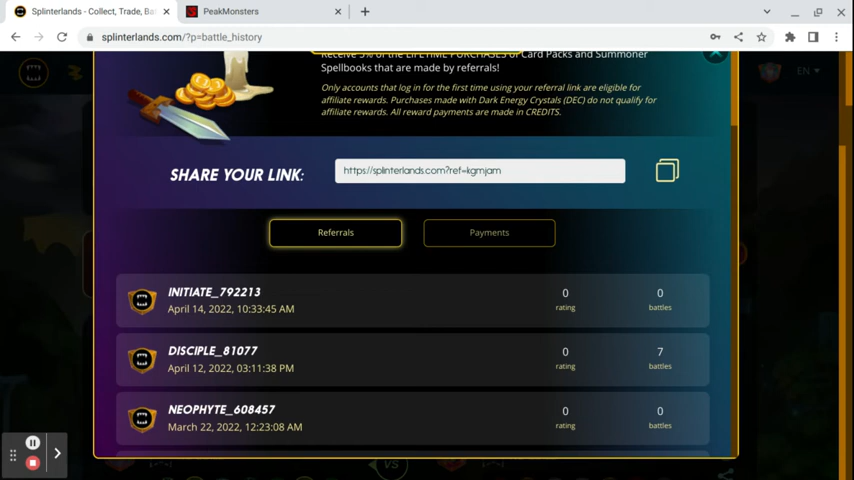 Splinterlands - Collect, Trade, Ba
PeakMonsters
splinterlands.com/?p=battle_history
EN
Receive 5% of the LIFETIME PURCHASES of Card Packs and Summoner
Spellbooks that are made by referrals!
Only accounts that log in for the first time using your referral link are eligible for
affiliate rewards. Purchases made with Dark Energy Crystals (DEC) do not qualify for
affiliate rewards. All reward payments are made in CREDITS.
SHARE YOUR LINK:
https://splinterlands.com?ref=kgmjam
Referrals
Payments
INITIATE_792213
April 14, 2022, 10:33:45 AM
0
rating
0
battles
DISCIPLE_81077
April 12, 2022, 03:11:38 PM
0
rating
7
battles
NEOPHYTE_608457
March 22, 2022, 12:23:08 AM
0
rating
0
battles
VS